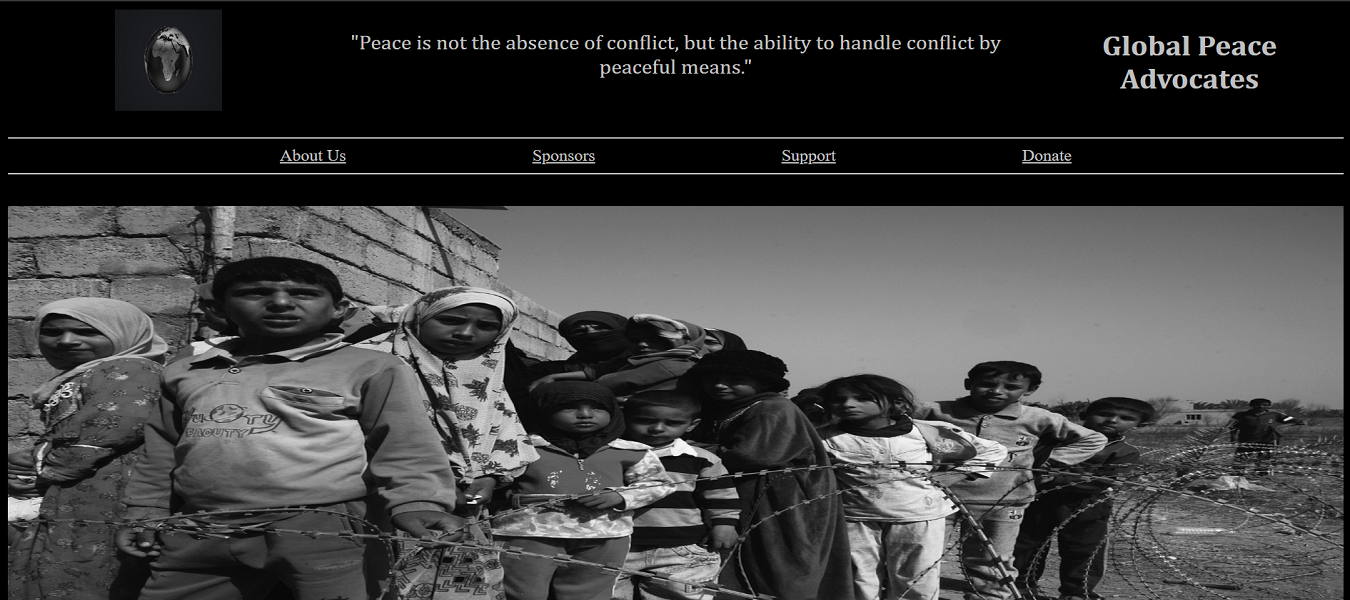 "Peace is not the absence of conflict, but the ability to handle conflict by
peaceful means."
Global Peace
Advocates
About Us
Sponsors
Support
Donate